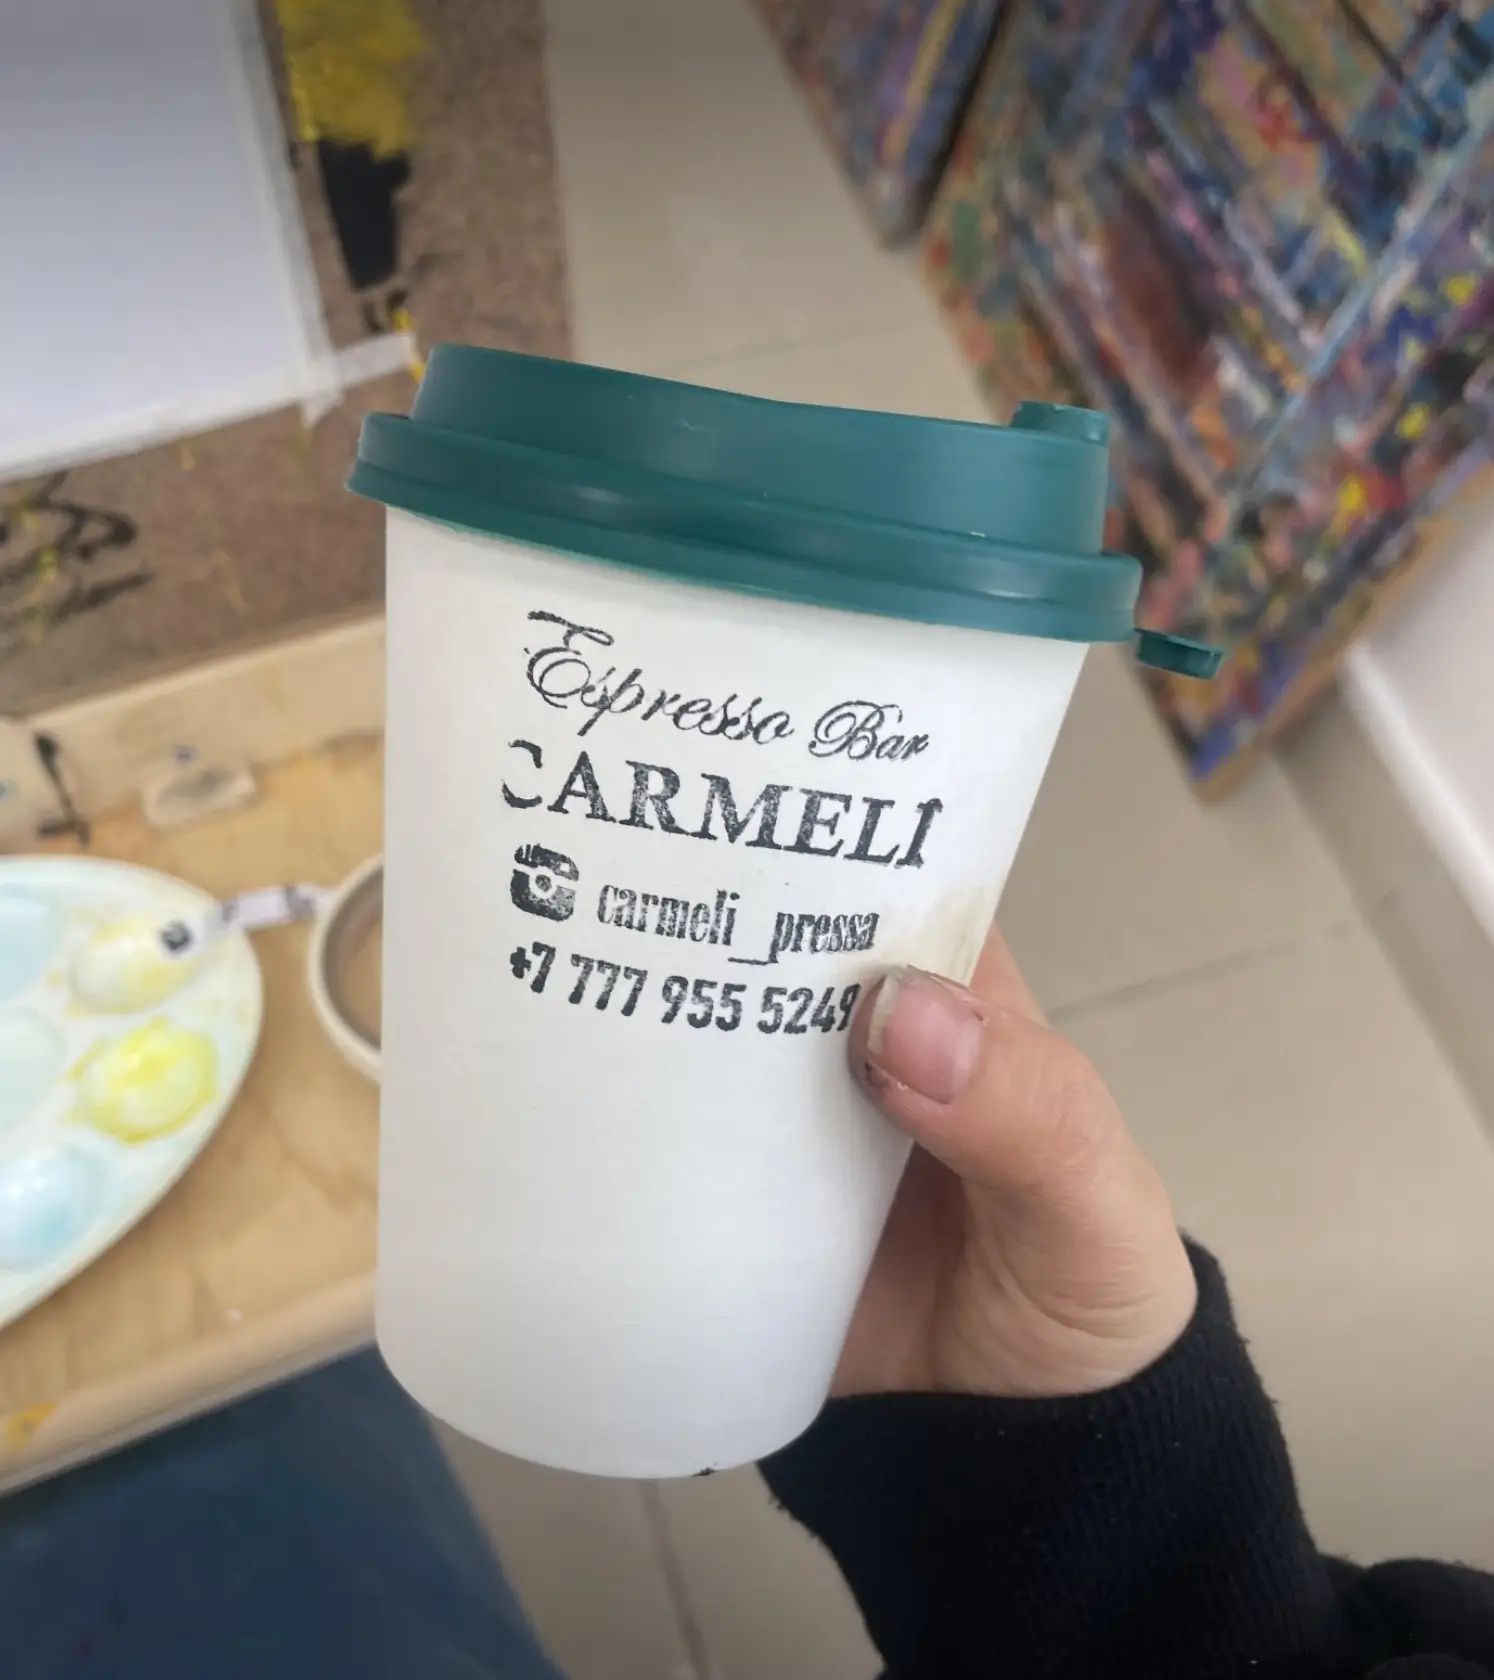 Espresso Bar
CARMELI
carmeli_pressa
+7 777 955 5249